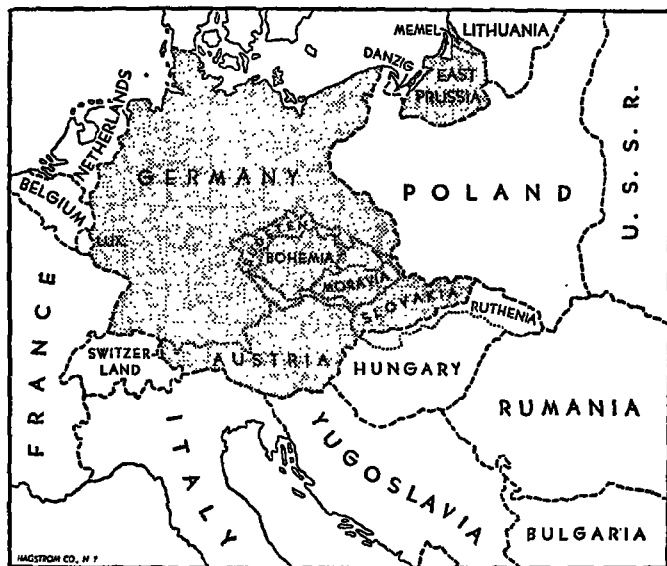 MEMEL
LITHUANIA
DANZIG
EAST
PRUSSIA
NETHERLANDS
U. S. S. R.
GERMANY
POLAND
BELGIUM
LUX.
SUDETEN
BOHEMIA
MORAVIA
SLOVAKIA
RUTHENIA
FRANCE
SWITZER-
LAND
AUSTRIA
HUNGARY
RUMANIA
ITALY
YUGOSLAVIA
BULGARIA
HAGSTROM CO., N Y